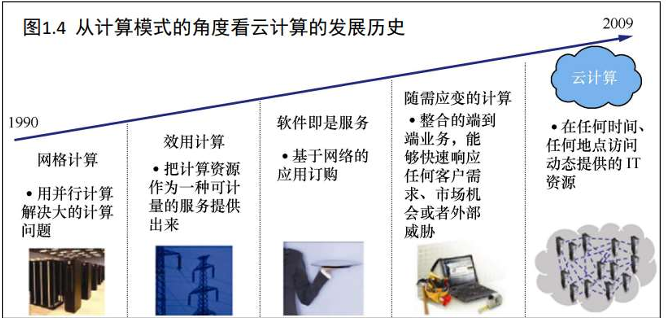 图1.4 从计算模式的角度看云计算的发展历史
1990
2009
网格计算
• 用并行计算
解决大的计算
问题
效用计算
• 把计算资源
作为一种可计
量的服务提供
出来
软件即是服务
• 基于网络的
应用订购
随需应变的计算
• 整合的端到
端业务，能
够快速响应
任何客户需
求、市场机
会或者外部
威胁
云计算
• 在任何时间、
任何地点访问
动态提供的 IT
资源